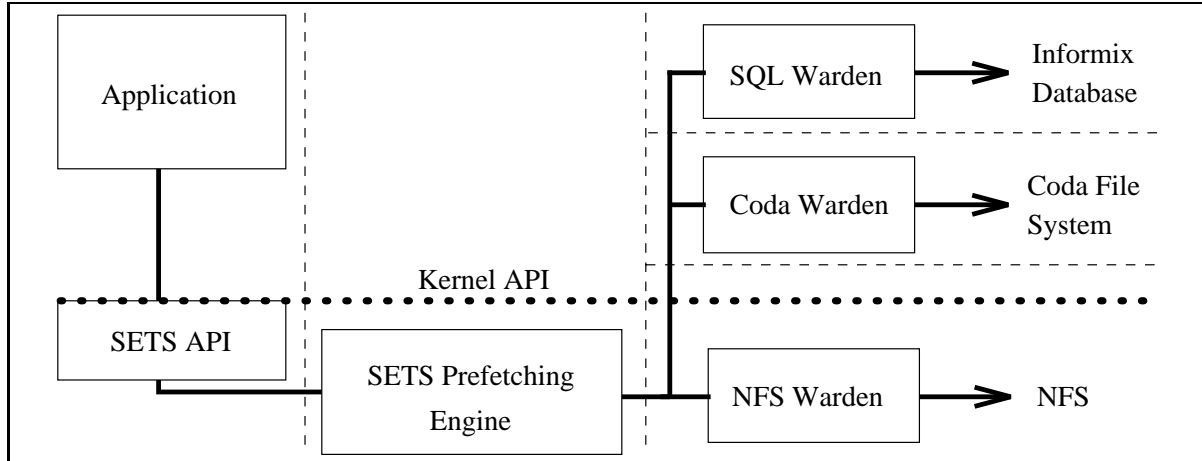 Application
SQL Warden
Informix
Database
Coda Warden
Coda File
System
Kernel API
SETS API
SETS Prefetching
Engine
NFS Warden
NFS